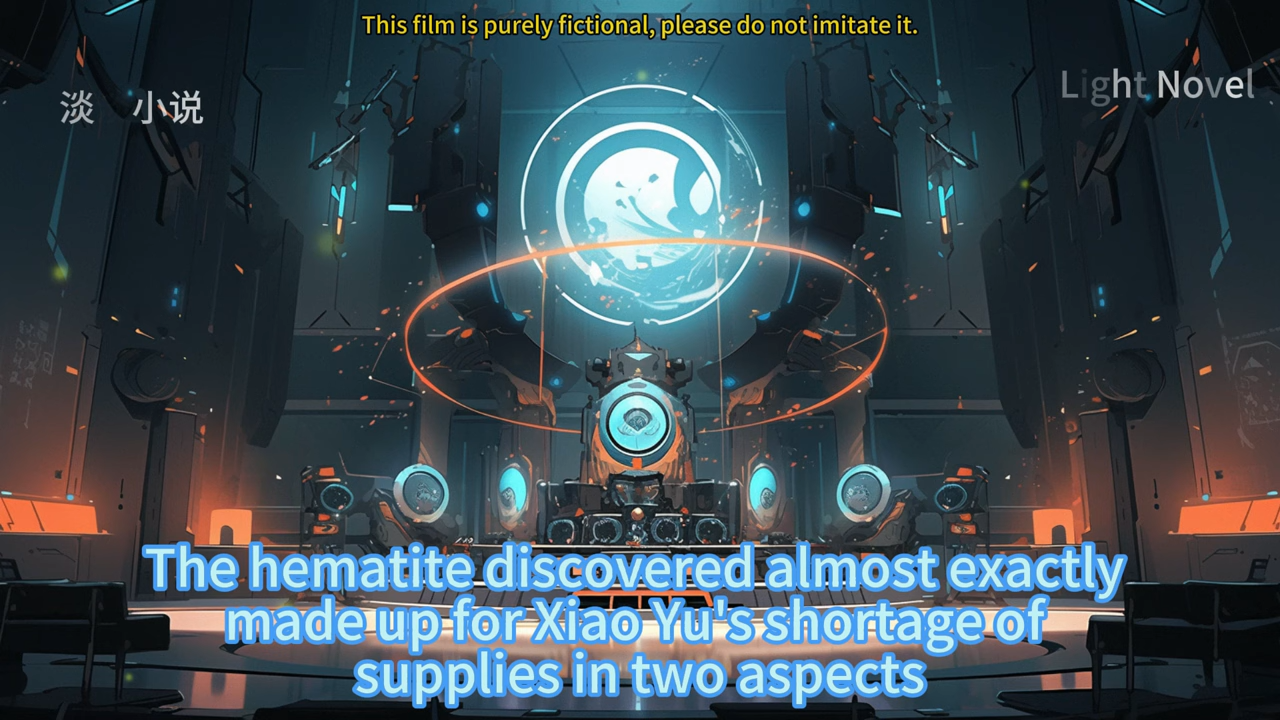 This film is purely fictional, please do not imitate it.
淡 小说
Light Novel
The hematite discovered almost exactly
made up for Xiao Yu's shortage of
supplies in two aspects